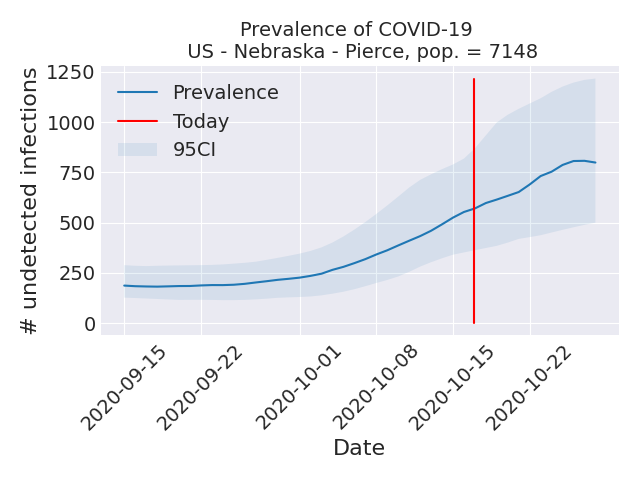 Prevalence of COVID-19
US - Nebraska - Pierce, pop. = 7148
# undetected infections
1250
1000
750
500
250
0
Prevalence
Today
95CI
2020-09-15
2020-09-22
2020-10-01
2020-10-08
2020-10-15
2020-10-22
Date